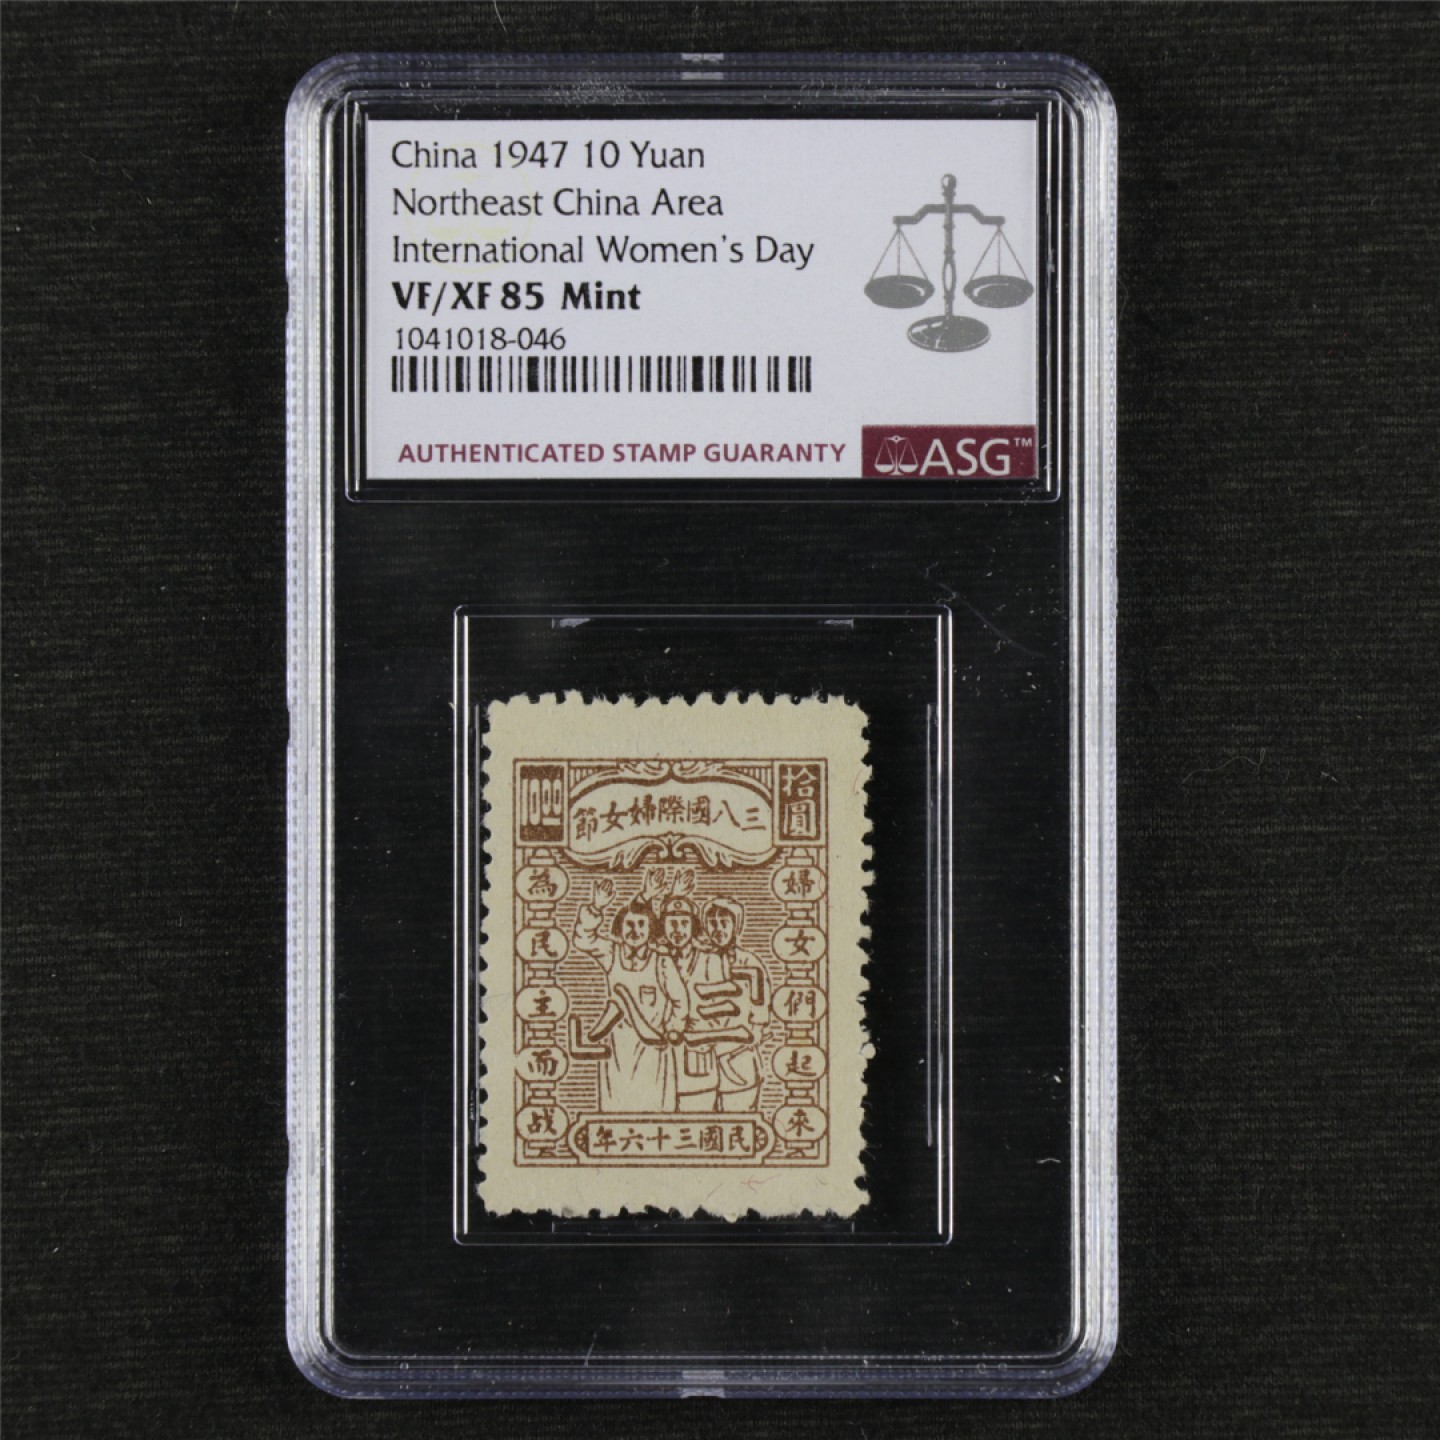 China 1947 10 Yuan
Northeast China Area
International Women's Day
VF/XF 85 Mint
1041018-046
AUTHENTICATED STAMP GUARANTY
ASG™
拾圓
三八國際婦女節
婦女們起來
為民主而战
「三.八」
民國三十六年